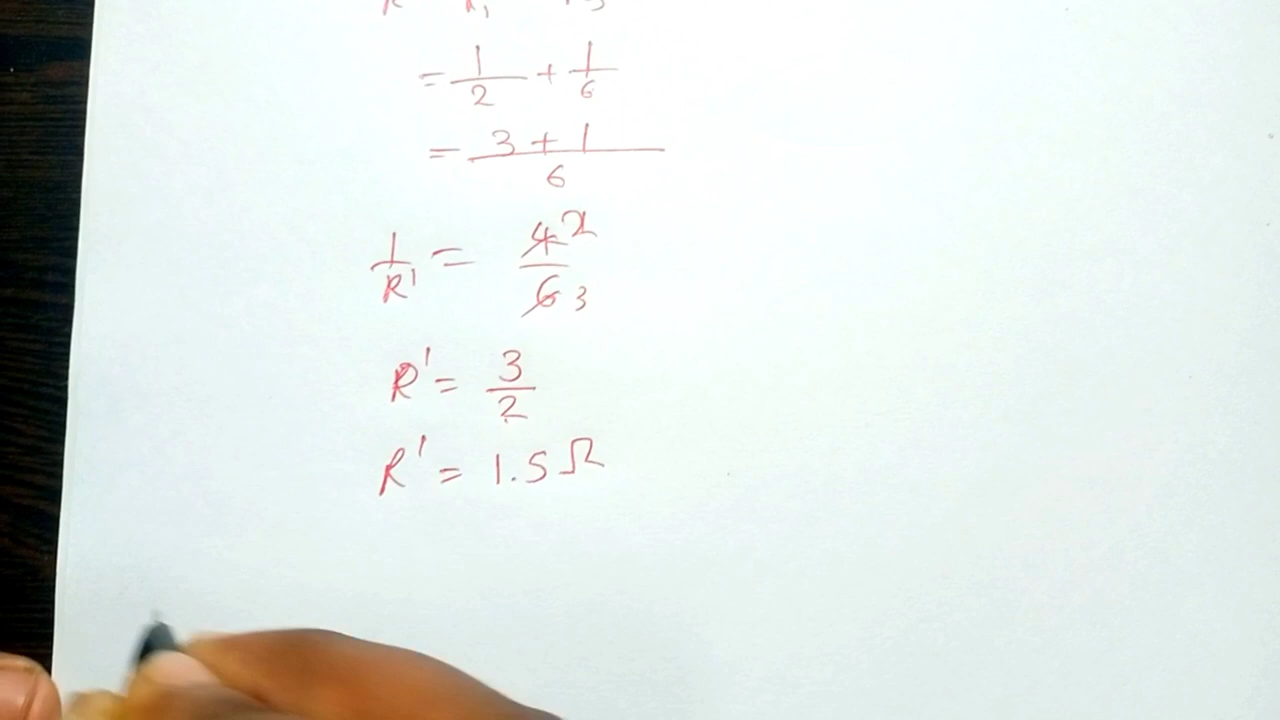 = 1/2 + 1/6
= 3 + 1 / 6
1/R' = 4 2 / 6 3
R' = 3/2
R' = 1.5 Ω